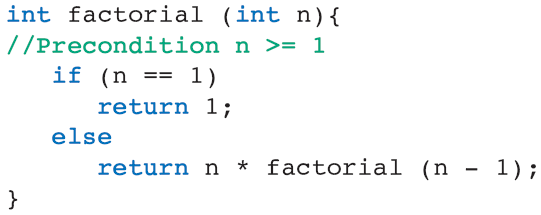 int factorial (int n){
//Precondition n >= 1
   if (n == 1)
      return 1;
   else
      return n * factorial (n - 1);
}